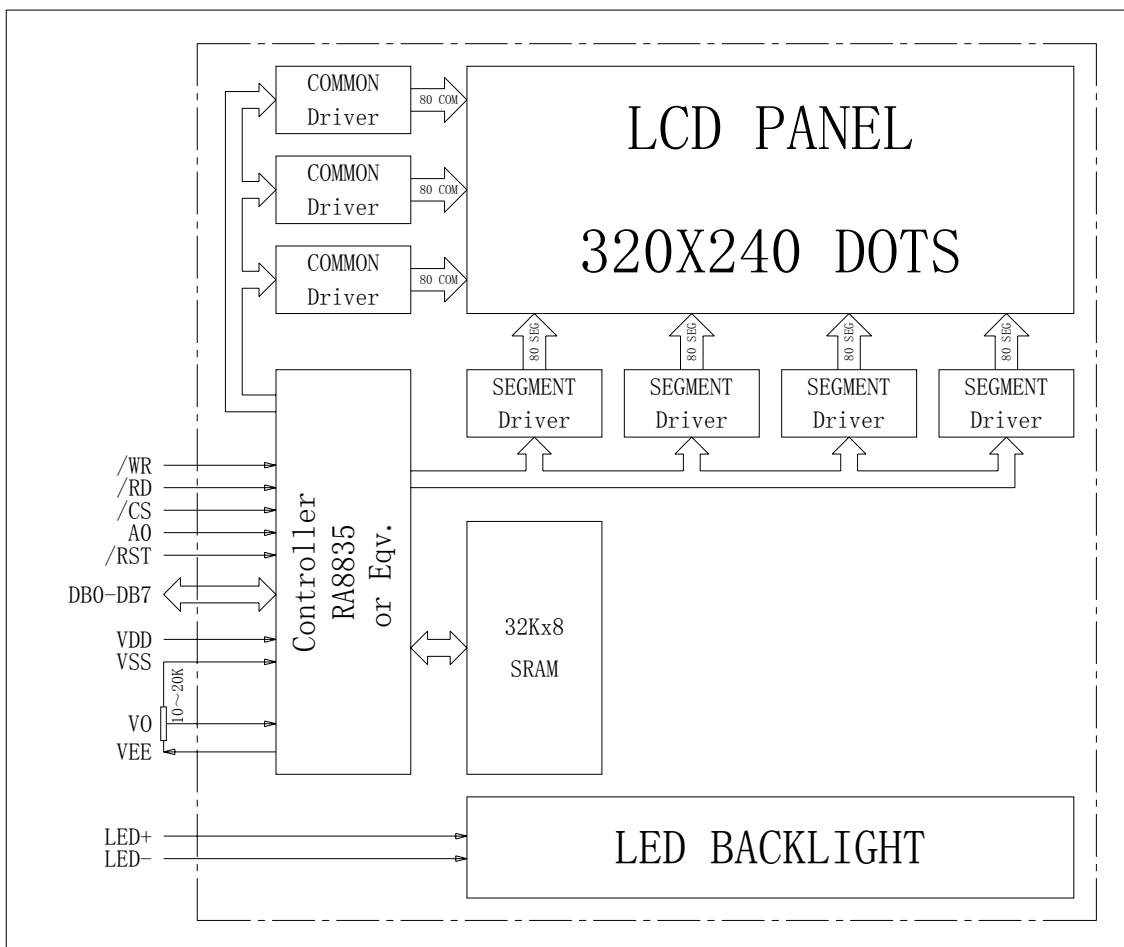 COMMON
Driver
80 COM
LCD PANEL
320X240 DOTS
COMMON
Driver
80 COM
COMMON
Driver
80 COM
80 SEG
80 SEG
80 SEG
80 SEG
SEGMENT
Driver
SEGMENT
Driver
SEGMENT
Driver
SEGMENT
Driver
/WR
/RD
/CS
A0
/RST
DB0-DB7
VDD
VSS
10～20K
V0
VEE
Controller
RA8835
or Eqv.
32Kx8
SRAM
LED+
LED-
LED BACKLIGHT